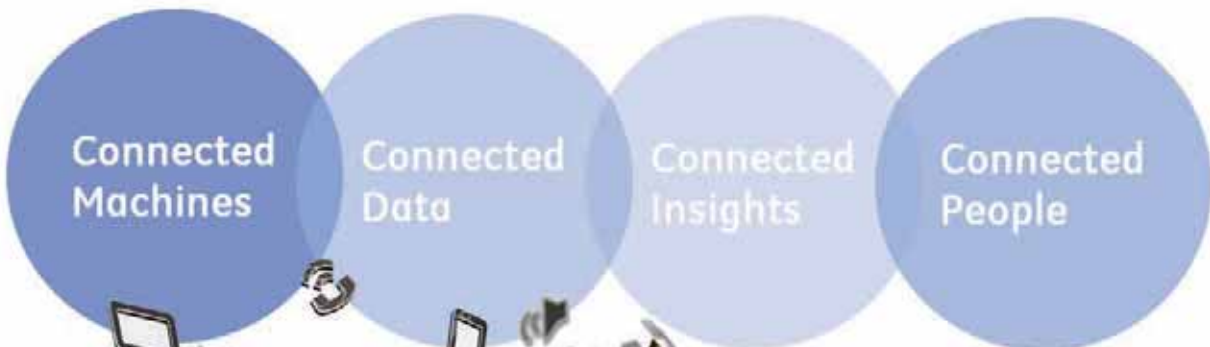 Connected
Machines
Connected
Data
Connected
Insights
Connected
People